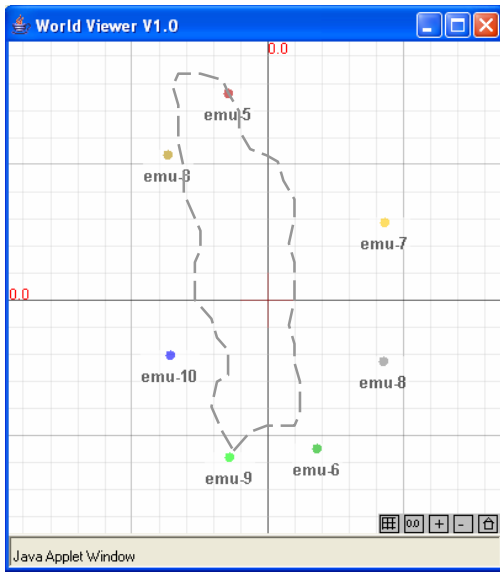 World Viewer V1.0
0.0
emu-5
emu-3
emu-7
0.0
emu-10
emu-8
emu-9
emu-6
0.0
+
-
Java Applet Window